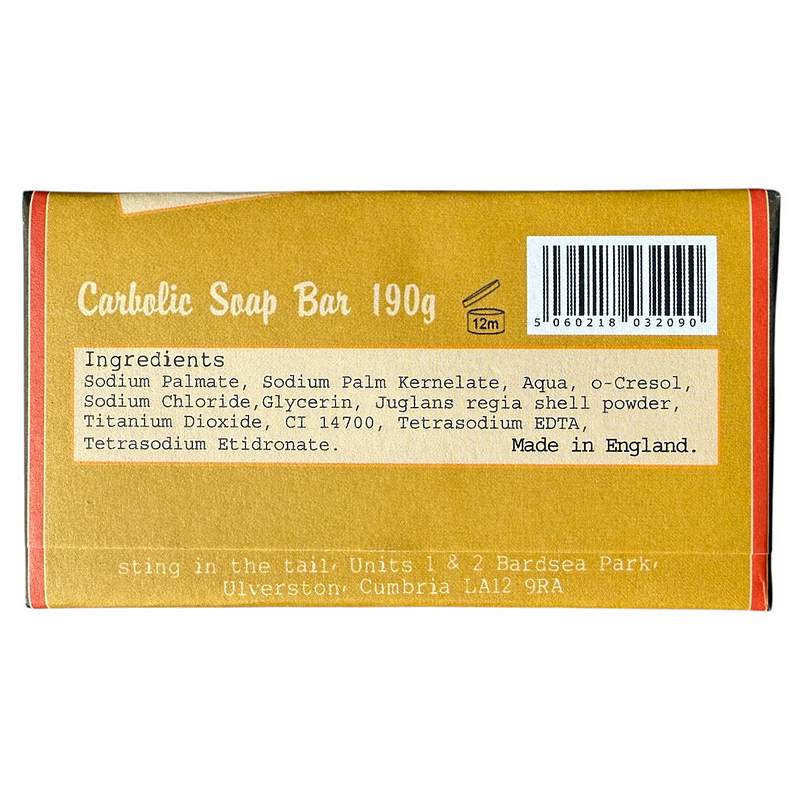 Carbolic Soap Bar 190g
12m
5 060218 032090
Ingredients
Sodium Palmate, Sodium Palm Kernelate, Aqua, o-Cresol,
Sodium Chloride,Glycerin, Juglans regia shell powder,
Titanium Dioxide, CI 14700, Tetrasodium EDTA,
Tetrasodium Etidronate. Made in England.
sting in the tail, Units 1 & 2 Bardsea Park,
Ulverston, Cumbria LA12 9RA